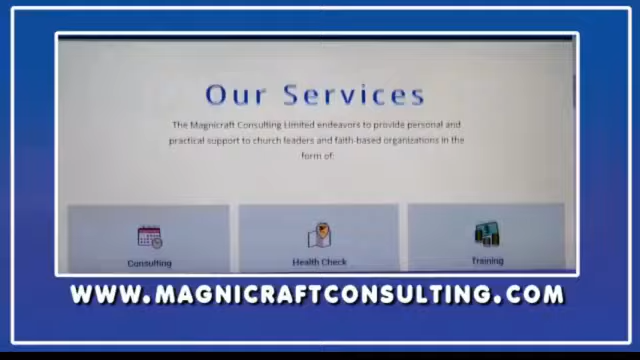 Our Services
The Magnicraft Consulting Limited endeavors to provide personal and
practical support to church leaders and faith-based organizations in the
form of:
Consulting
Health Check
Training
WWW.MAGNICRAFTCONSULTING.COM